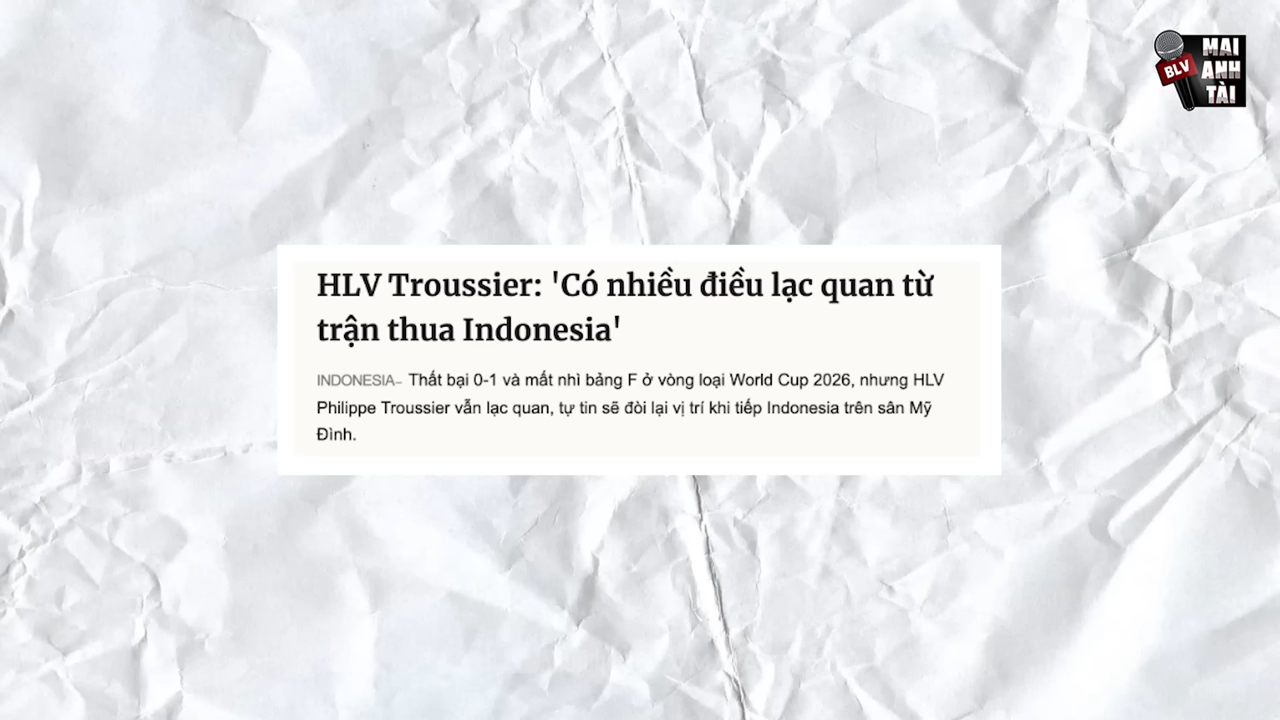 BLV
MAI
ANH
TÀI
HLV Troussier: 'Có nhiều điều lạc quan từ
trận thua Indonesia'
INDONESIA– Thất bại 0-1 và mất nhì bảng F ở vòng loại World Cup 2026, nhưng HLV
Philippe Troussier vẫn lạc quan, tự tin sẽ đòi lại vị trí khi tiếp Indonesia trên sân Mỹ
Đình.